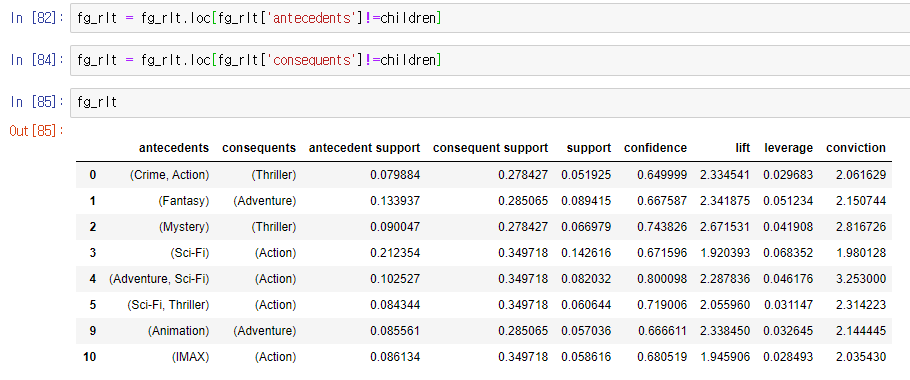 In [82]: fg_rlt = fg_rlt.loc[fg_rlt['antecedents']!=children]
In [84]: fg_rlt = fg_rlt.loc[fg_rlt['consequents']!=children]
In [85]: fg_rlt
Out[85]:
antecedents consequents antecedent support consequent support support confidence lift leverage conviction
0 (Crime, Action) (Thriller) 0.079884 0.278427 0.051925 0.649999 2.334541 0.029683 2.061629
1 (Fantasy) (Adventure) 0.133937 0.285065 0.089415 0.667587 2.341875 0.051234 2.150744
2 (Mystery) (Thriller) 0.090047 0.278427 0.066979 0.743826 2.671531 0.041908 2.816726
3 (Sci-Fi) (Action) 0.212354 0.349718 0.142616 0.671596 1.920393 0.068352 1.980128
4 (Adventure, Sci-Fi) (Action) 0.102527 0.349718 0.082032 0.800098 2.287836 0.046176 3.253000
5 (Sci-Fi, Thriller) (Action) 0.084344 0.349718 0.060644 0.719006 2.055960 0.031147 2.314223
9 (Animation) (Adventure) 0.085561 0.285065 0.057036 0.666611 2.338450 0.032645 2.144445
10 (IMAX) (Action) 0.086134 0.349718 0.058616 0.680519 1.945906 0.028493 2.035430